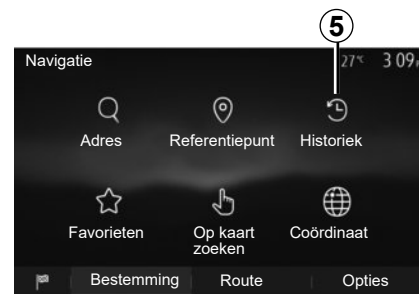 5
Navigatie 27°C 3 09
Adres Referentiepunt Historiek
Favorieten Op kaart zoeken Coördinaat
Bestemming Route Opties